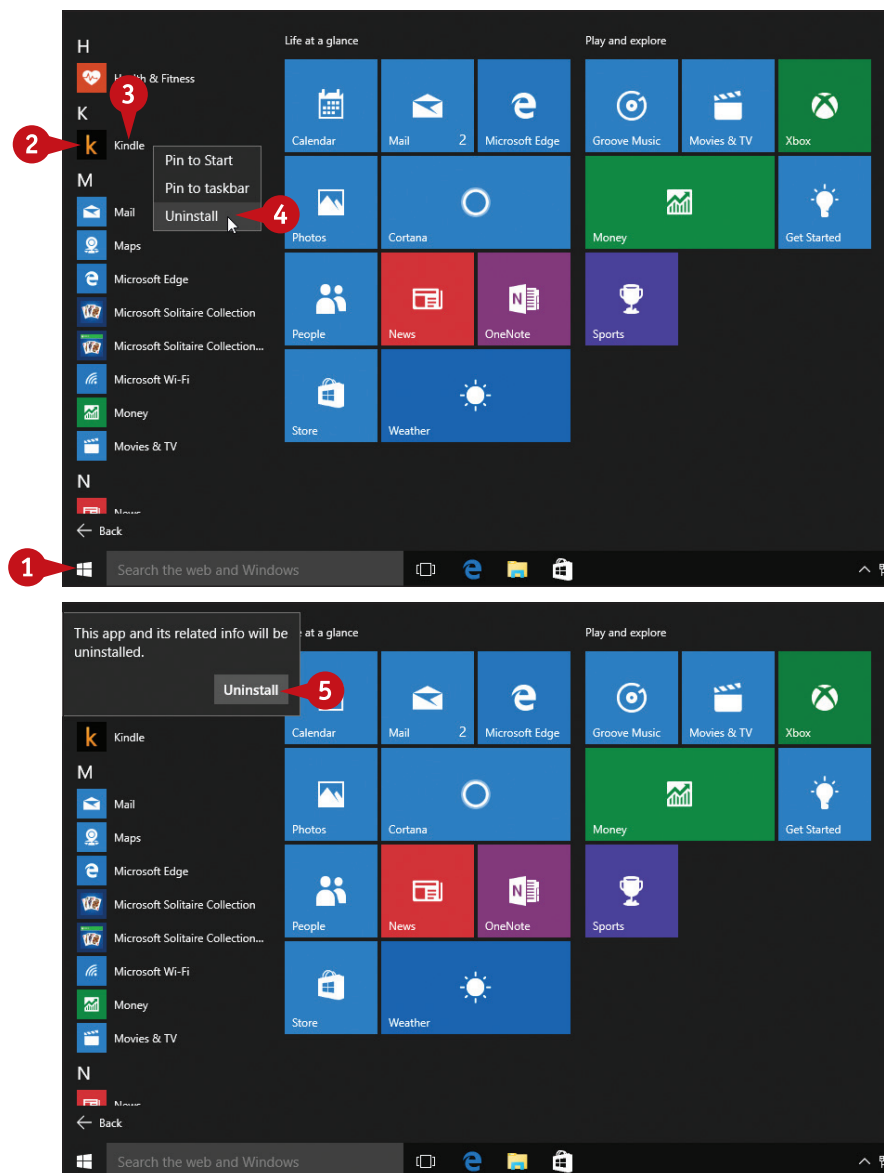 H
Life at a glance
Play and explore
Health & Fitness
3
K
2
k
Kindle
Pin to Start
Pin to taskbar
Uninstall
4
M
Mail
Maps
Microsoft Edge
Microsoft Solitaire Collection
Microsoft Solitaire Collection...
Microsoft Wi-Fi
Money
Movies & TV
N
News
Back
Calendar
Mail 2
Microsoft Edge
Groove Music
Movies & TV
Xbox
Photos
Cortana
Money
Get Started
People
News
OneNote
Sports
Store
Weather
1
Search the web and Windows
This app and its related info will be
uninstalled.
Uninstall
5
at a glance
Play and explore
k
Kindle
M
Mail
Maps
Microsoft Edge
Microsoft Solitaire Collection
Microsoft Solitaire Collection...
Microsoft Wi-Fi
Money
Movies & TV
N
News
Back
Calendar
Mail 2
Microsoft Edge
Groove Music
Movies & TV
Xbox
Photos
Cortana
Money
Get Started
People
News
OneNote
Sports
Store
Weather
Search the web and Windows